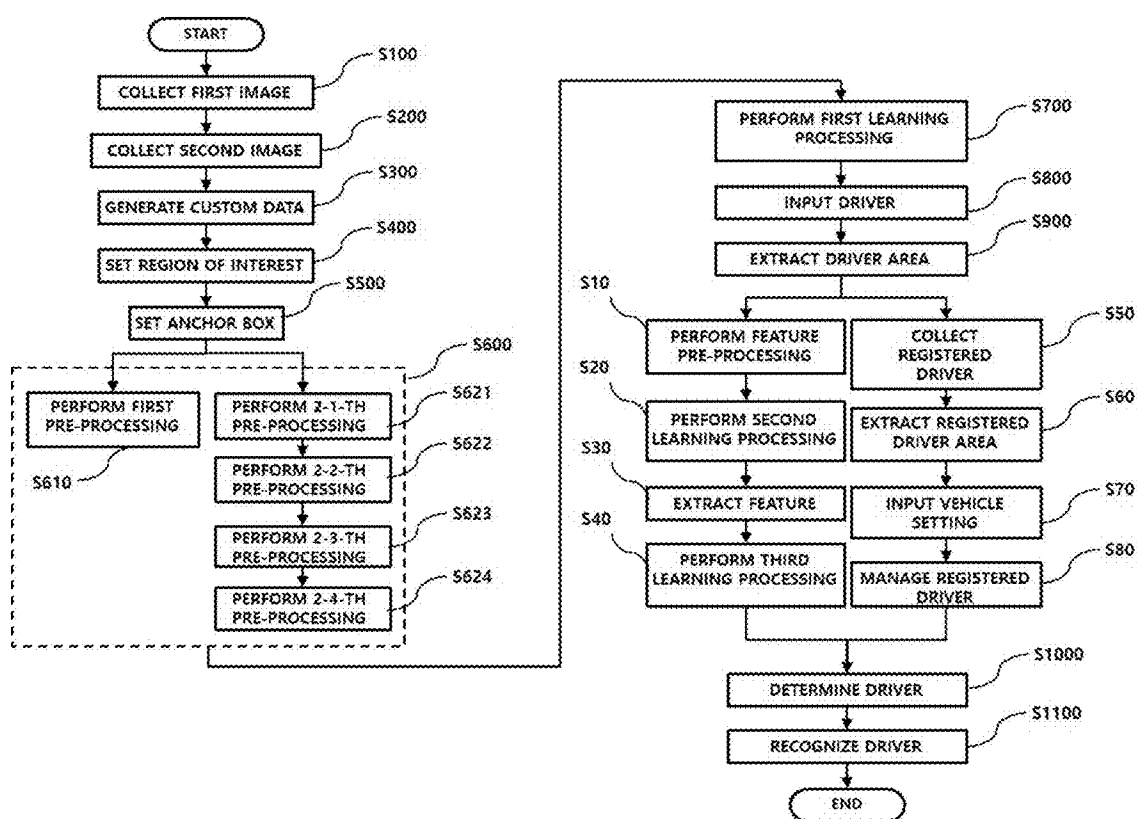 START
S100
COLLECT FIRST IMAGE
S200
COLLECT SECOND IMAGE
S300
GENERATE CUSTOM DATA
S400
SET REGION OF INTEREST
S500
SET ANCHOR BOX
S600
PERFORM FIRST
PRE-PROCESSING
S610
PERFORM 2-1-TH
PRE-PROCESSING
S621
PERFORM 2-2-TH
PRE-PROCESSING
S622
PERFORM 2-3-TH
PRE-PROCESSING
S623
PERFORM 2-4-TH
PRE-PROCESSING
S624
PERFORM FIRST LEARNING
PROCESSING
S700
INPUT DRIVER
S800
EXTRACT DRIVER AREA
S900
S10
PERFORM FEATURE
PRE-PROCESSING
S20
PERFORM SECOND
LEARNING PROCESSING
S30
EXTRACT FEATURE
S40
PERFORM THIRD
LEARNING PROCESSING
S50
COLLECT
REGISTERED
DRIVER
S60
EXTRACT REGISTERED
DRIVER AREA
S70
INPUT VEHICLE
SETTING
S80
MANAGE REGISTERED
DRIVER
S1000
DETERMINE DRIVER
S1100
RECOGNIZE DRIVER
END